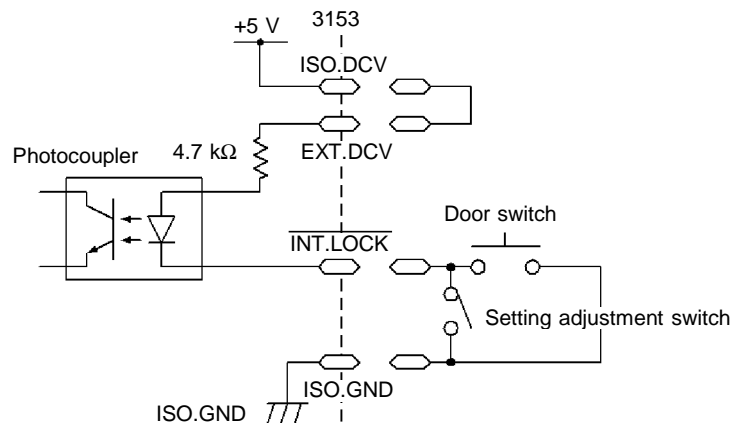 3153
+5 V
ISO.DCV
4.7 kΩ
EXT.DCV
Photocoupler
Door switch
INT.LOCK
Setting adjustment switch
ISO.GND
ISO.GND